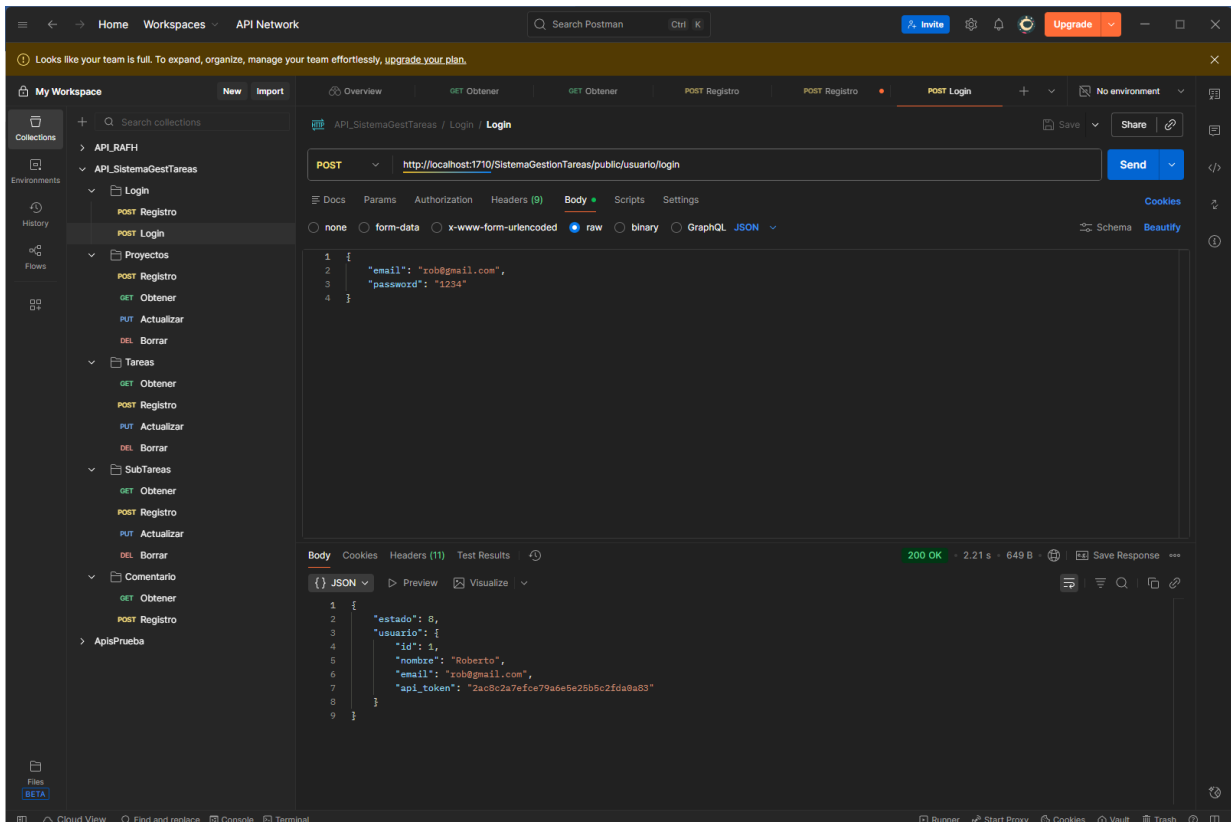 Home Workspaces API Network Search Postman Ctrl K Invite Upgrade
Looks like your team is full. To expand, organize, manage your team effortlessly, upgrade your plan.
My Workspace New Import Overview GET Obtener GET Obtener POST Registro POST Registro POST Login No environment
Collections
Environments
History
Flows
Files
BETA
Search collections
API_RAFH
API_SistemaGestTareas
Login
POST Registro
POST Login
Proyectos
POST Registro
GET Obtener
PUT Actualizar
DEL Borrar
Tareas
GET Obtener
POST Registro
PUT Actualizar
DEL Borrar
SubTareas
GET Obtener
POST Registro
PUT Actualizar
DEL Borrar
Comentario
GET Obtener
POST Registro
ApisPrueba
HTTP API_SistemaGestTareas / Login / Login Save Share
POST http://localhost:1710/SistemaGestionTareas/public/usuario/login Send
Docs Params Authorization Headers (9) Body Scripts Settings Cookies
none form-data x-www-form-urlencoded raw binary GraphQL JSON Schema Beautify
1 {
2 "email": "rob@gmail.com",
3 "password": "1234"
4 }
Body Cookies Headers (11) Test Results 200 OK 2.21 s 649 B Save Response
{} JSON Preview Visualize
1 {
2 "estado": 8,
3 "usuario": {
4 "id": 1,
5 "nombre": "Roberto",
6 "email": "rob@gmail.com",
7 "api_token": "2ac8c2a7efce79a6e5e25b5c2fda0a83"
8 }
9 }
Cloud View Find and replace Console Terminal Runner Start Proxy Cookies Vault Trash